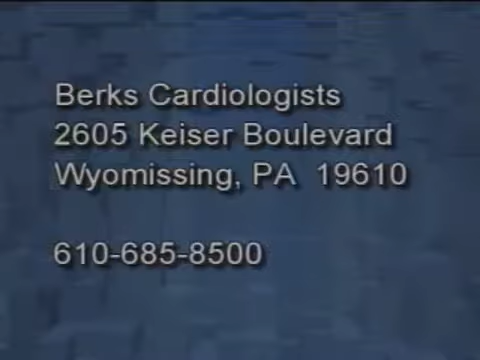 Berks Cardiologists
2605 Keiser Boulevard
Wyomissing, PA 19610
610-685-8500